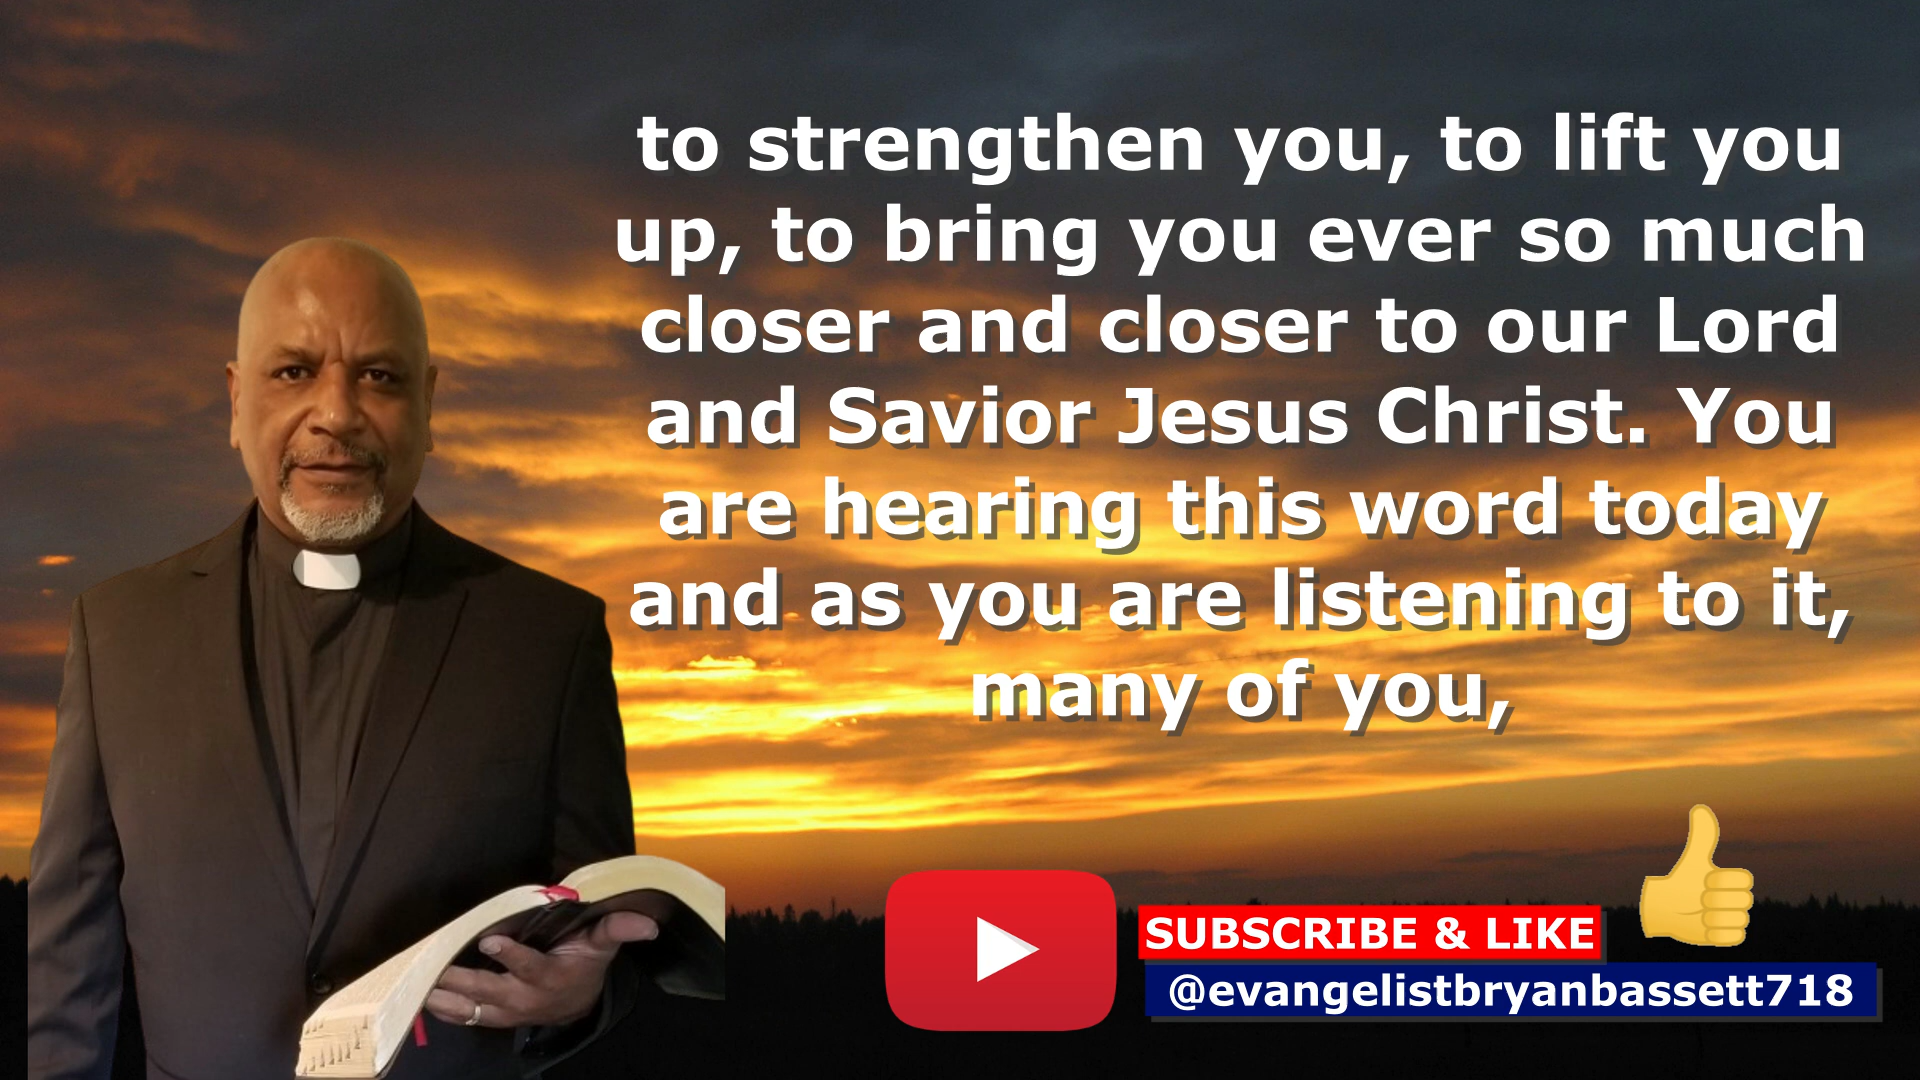 to strengthen you, to lift you
up, to bring you ever so much
closer and closer to our Lord
and Savior Jesus Christ. You
are hearing this word today
and as you are listening to it,
many of you,
SUBSCRIBE & LIKE
@evangelistbryanbassett718